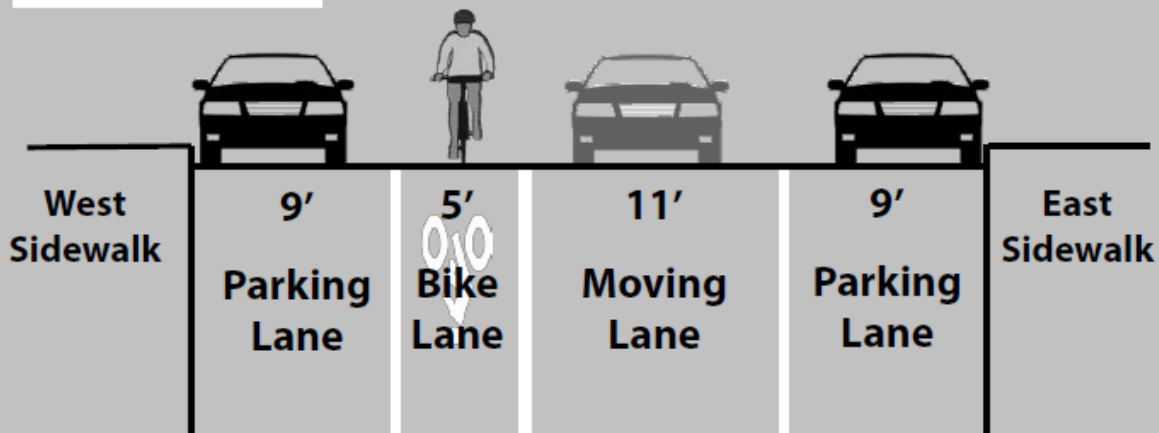 West
Sidewalk
9’
Parking
Lane
5’
Bike
Lane
11’
Moving
Lane
9’
Parking
Lane
East
Sidewalk